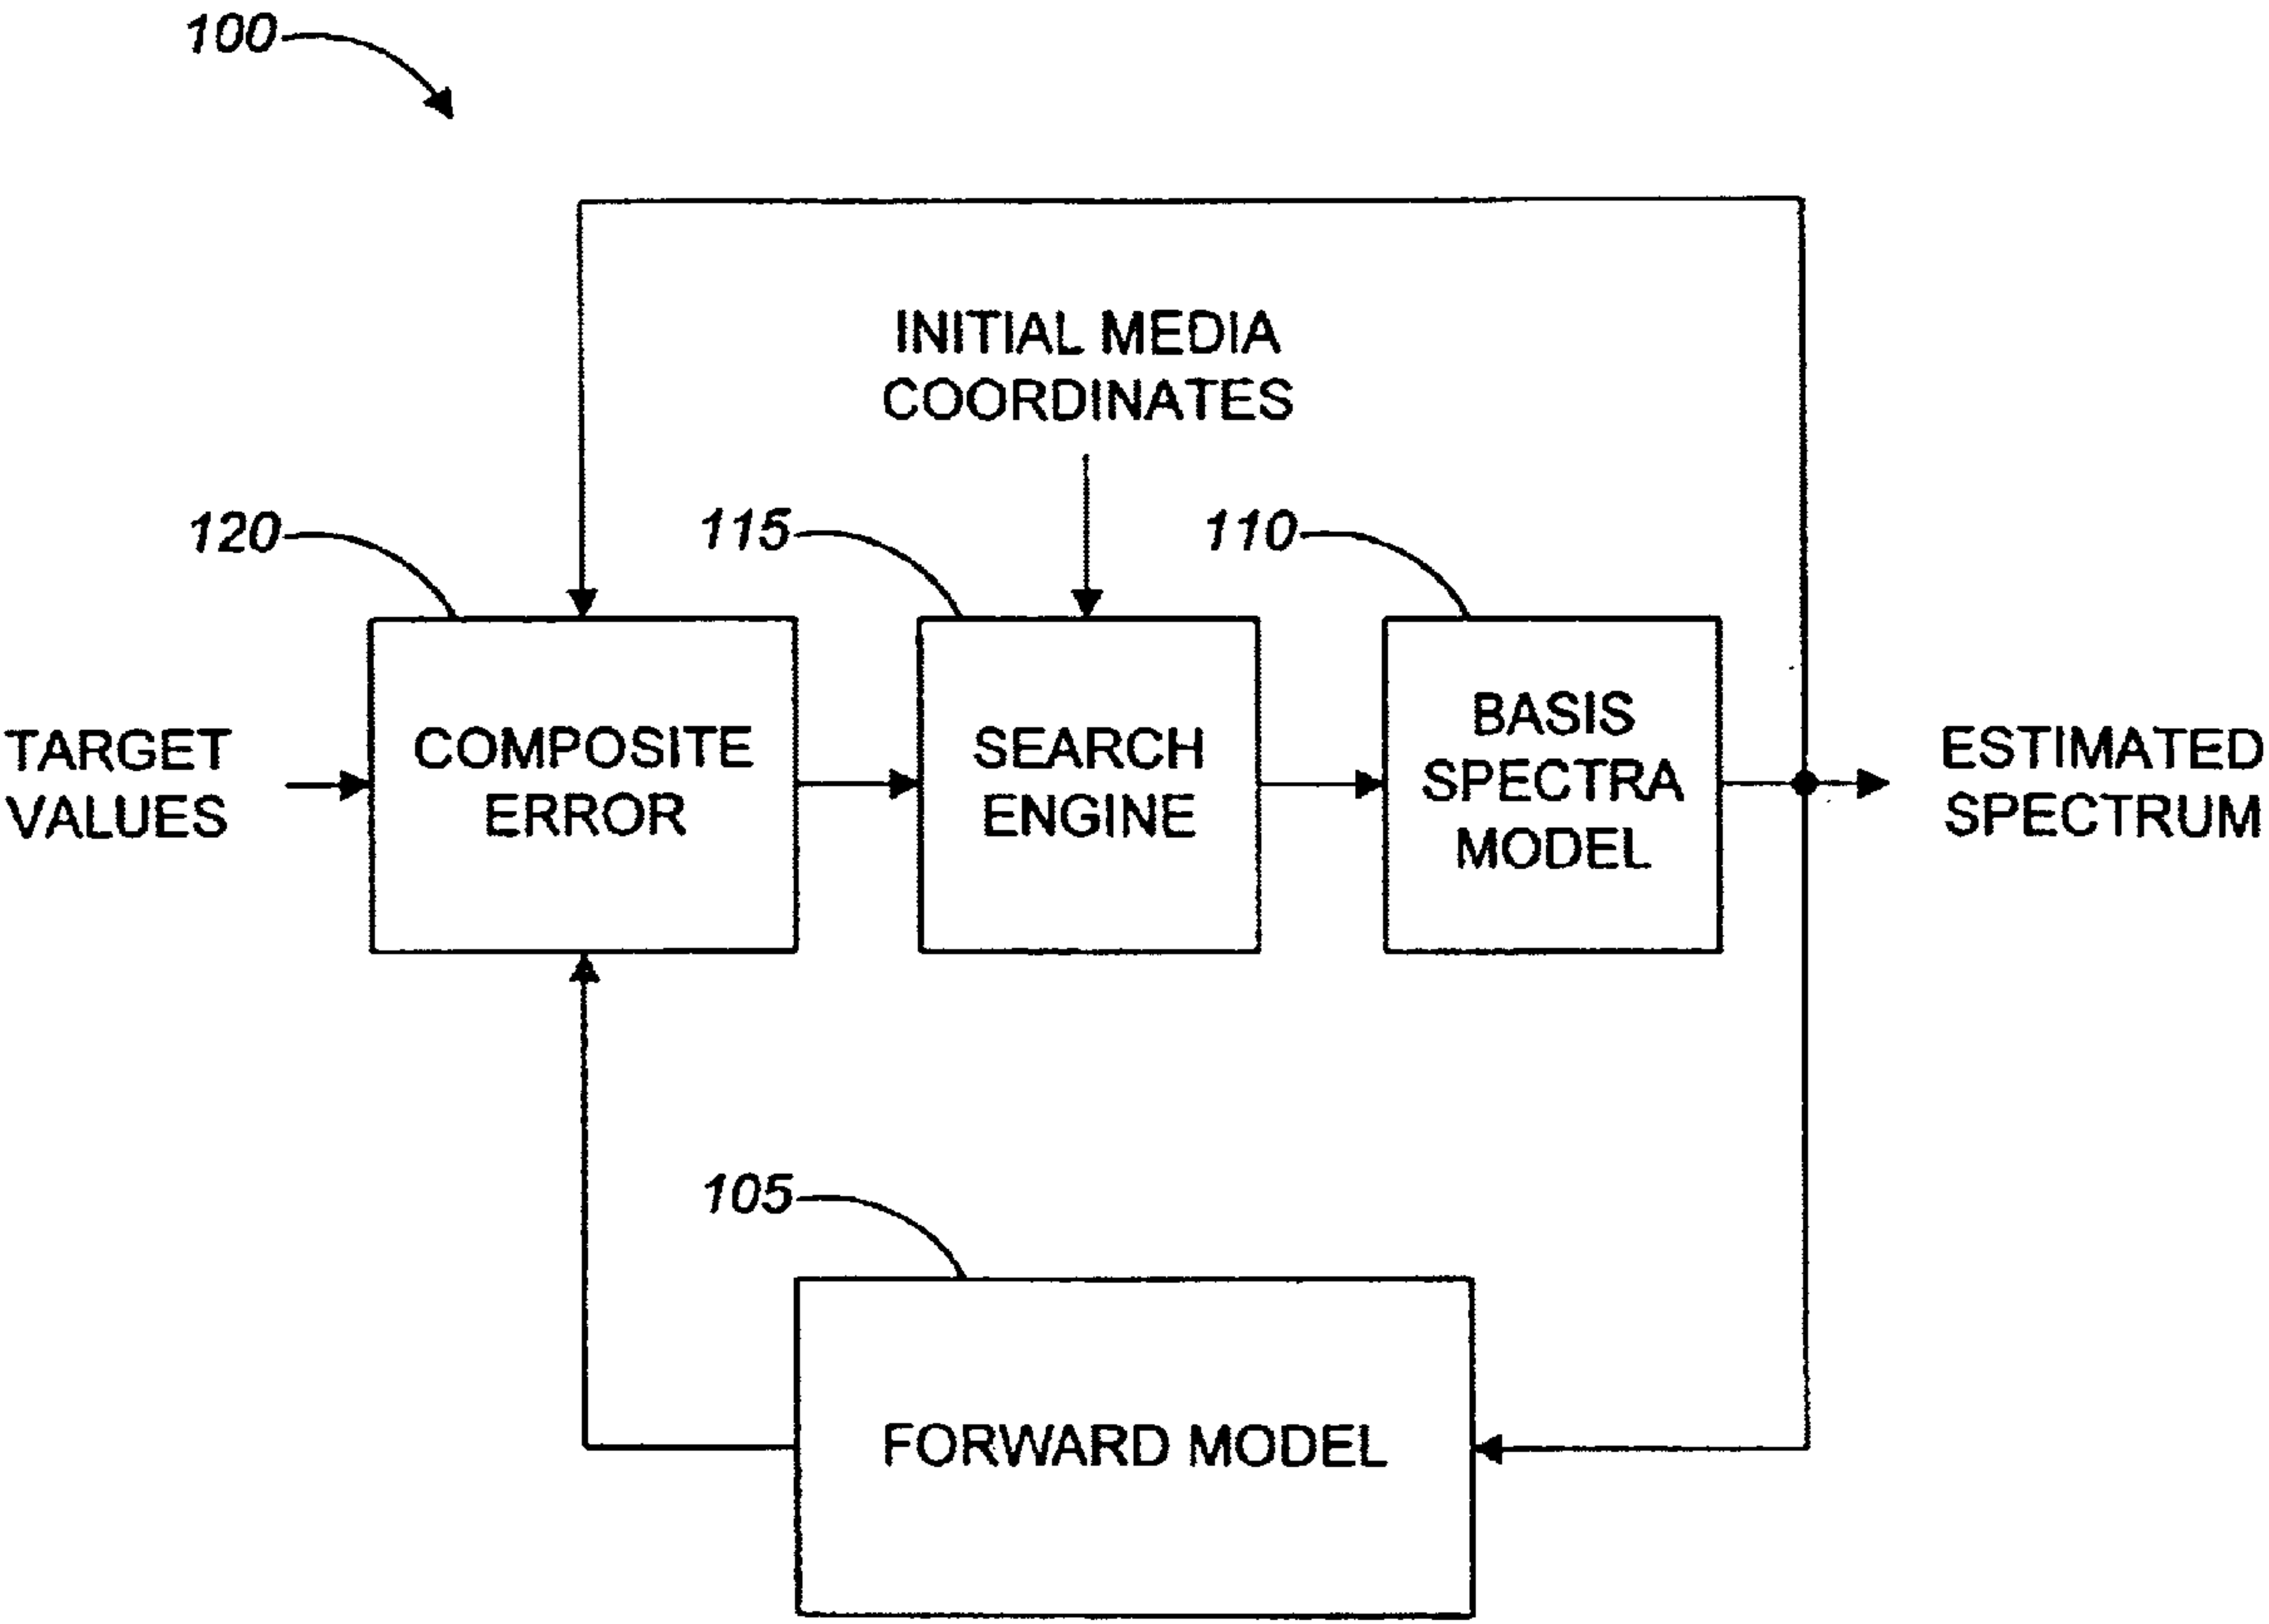 100
INITIAL MEDIA
COORDINATES
120
115
110
TARGET
VALUES
COMPOSITE
ERROR
SEARCH
ENGINE
BASIS
SPECTRA
MODEL
ESTIMATED
SPECTRUM
105
FORWARD MODEL